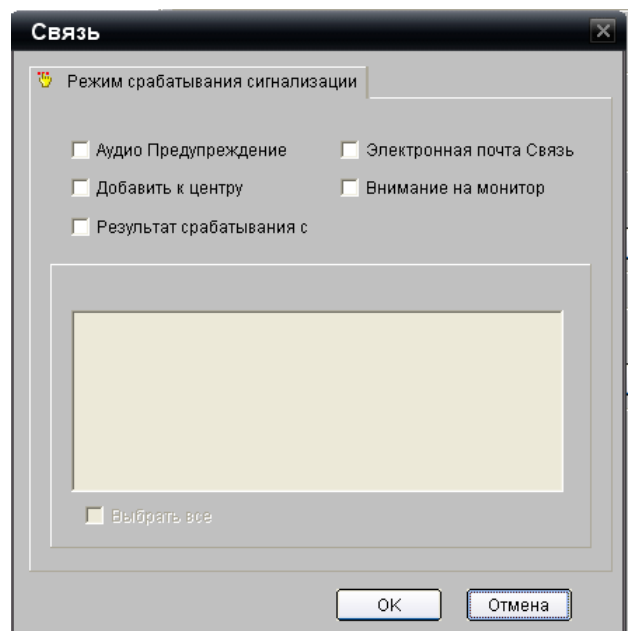 Связь
Режим срабатывания сигнализации
Аудио Предупреждение
Электронная почта Связь
Добавить к центру
Внимание на монитор
Результат срабатывания с
Выбрать все
OK
Отмена